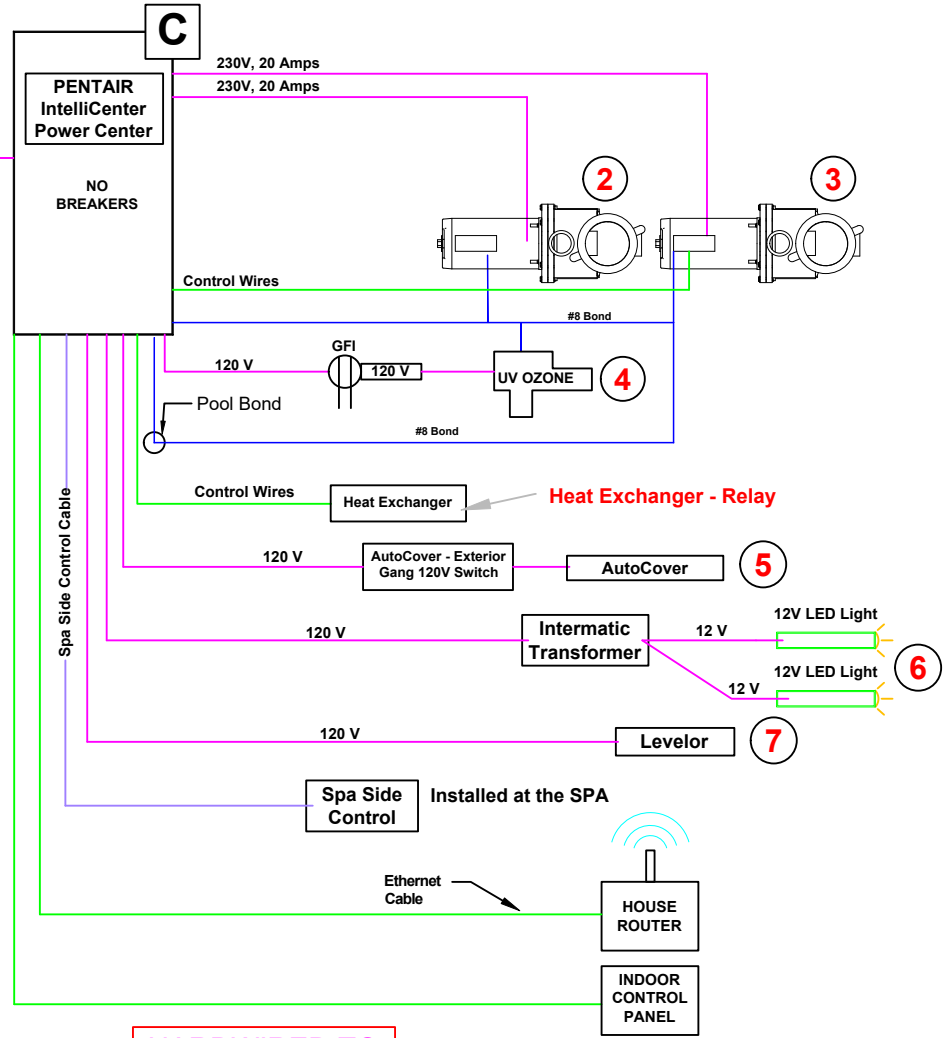 C
PENTAIR
IntelliCenter
Power Center
NO
BREAKERS
230V, 20 Amps
230V, 20 Amps
2
3
Control Wires
#8 Bond
GFI
120 V
120 V
UV OZONE
4
Pool Bond
#8 Bond
Control Wires
Heat Exchanger
Heat Exchanger - Relay
Spa Side Control Cable
120 V
AutoCover - Exterior
Gang 120V Switch
AutoCover
5
120 V
Intermatic
Transformer
12 V
12V LED Light
12 V
12V LED Light
6
120 V
Levelor
7
Spa Side
Control
Installed at the SPA
Ethernet
Cable
HOUSE
ROUTER
INDOOR
CONTROL
PANEL
HARDWIRED TO